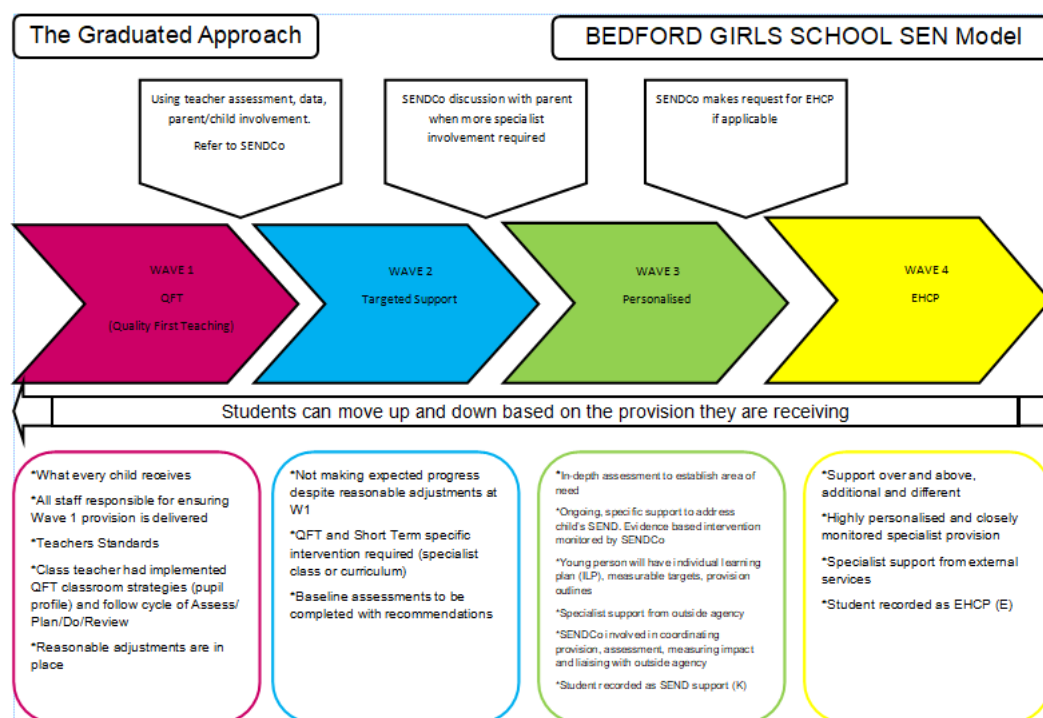 The Graduated Approach
BEDFORD GIRLS SCHOOL SEN Model
Using teacher assessment, data,
parent/child involvement.
Refer to SENDCo
SENDCo discussion with parent
when more specialist
involvement required
SENDCo makes request for EHCP
if applicable
WAVE 1
QFT
(Quality First Teaching)
WAVE 2
Targeted Support
WAVE 3
Personalised
WAVE 4
EHCP
Students can move up and down based on the provision they are receiving
*What every child receives
*All staff responsible for ensuring
Wave 1 provision is delivered
*Teachers Standards
*Class teacher had implemented
QFT classroom strategies (pupil
profile) and follow cycle of Assess/
Plan/Do/Review
*Reasonable adjustments are in
place
*Not making expected progress
despite reasonable adjustments at
W1
*QFT and Short Term specific
intervention required (specialist
class or curriculum)
*Baseline assessments to be
completed with recommendations
*In-depth assessment to establish area of
need
*Ongoing, specific support to address
child's SEND. Evidence based intervention
monitored by SENDCo
*Young person will have individual learning
plan (ILP), measurable targets, provision
outlines
*Specialist support from outside agency
*SENDCo involved in coordinating
provision, assessment, measuring impact
and liaising with outside agency
*Student recorded as SEND support (K)
*Support over and above,
additional and different
*Highly personalised and closely
monitored specialist provision
*Specialist support from external
services
*Student recorded as EHCP (E)